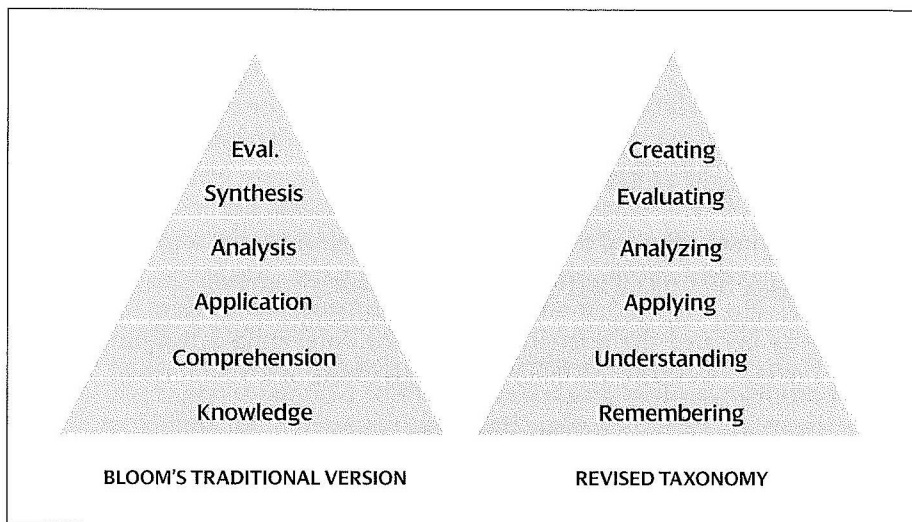 Eval.
Synthesis
Analysis
Application
Comprehension
Knowledge
BLOOM'S TRADITIONAL VERSION
Creating
Evaluating
Analyzing
Applying
Understanding
Remembering
REVISED TAXONOMY